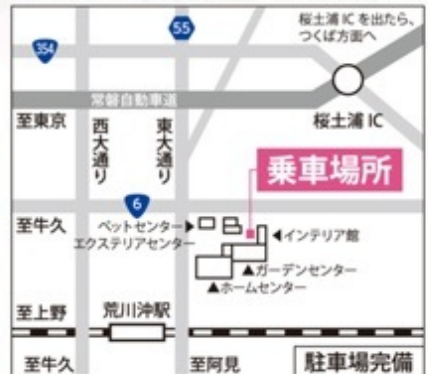 桜土浦ICを出たら、
つくば方面へ
55
354
常磐自動車道
至東京
西大通り
東大通り
桜土浦IC
乗車場所
6
至牛久
ペットセンター▶
エクステリアセンター
◀インテリア館
▲ガーデンセンター
▲ホームセンター
至上野
荒川沖駅
至牛久
至阿見
駐車場完備